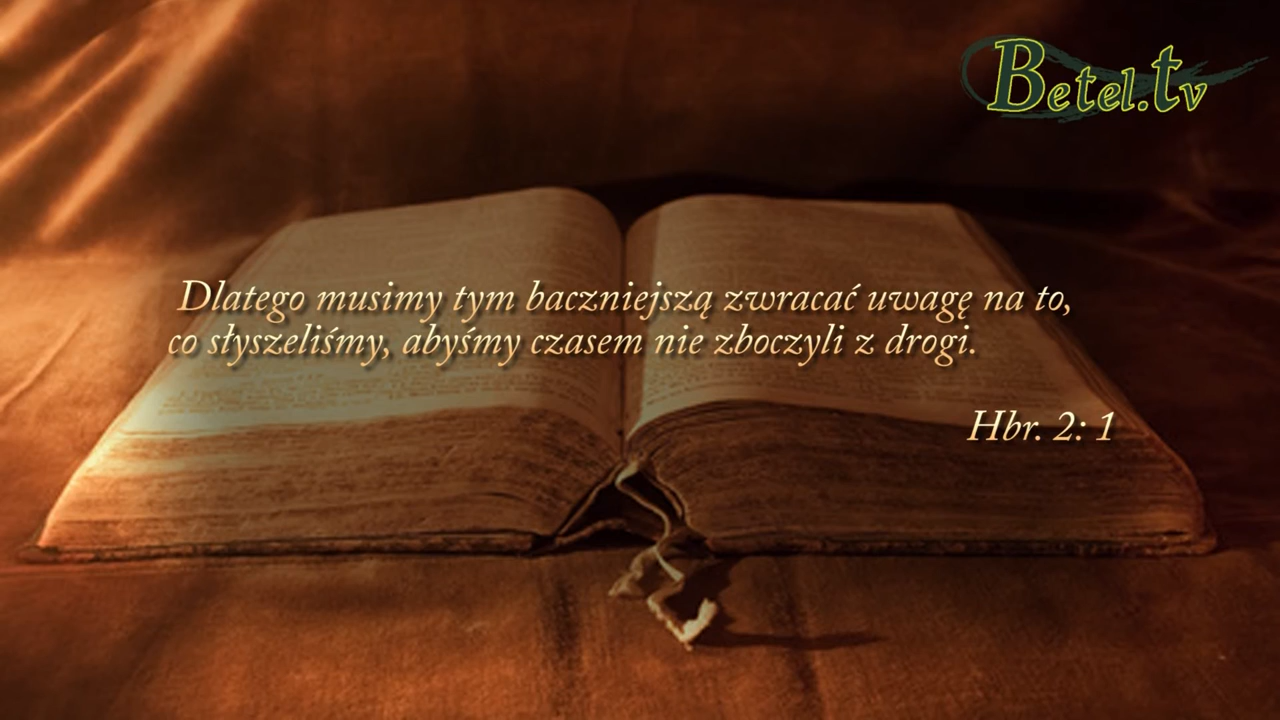 Betel.tv
Dlatego musimy tym baczniejszą zwracać uwagę na to,
co słyszeliśmy, abyśmy czasem nie zboczyli z drogi.
Hbr. 2: 1